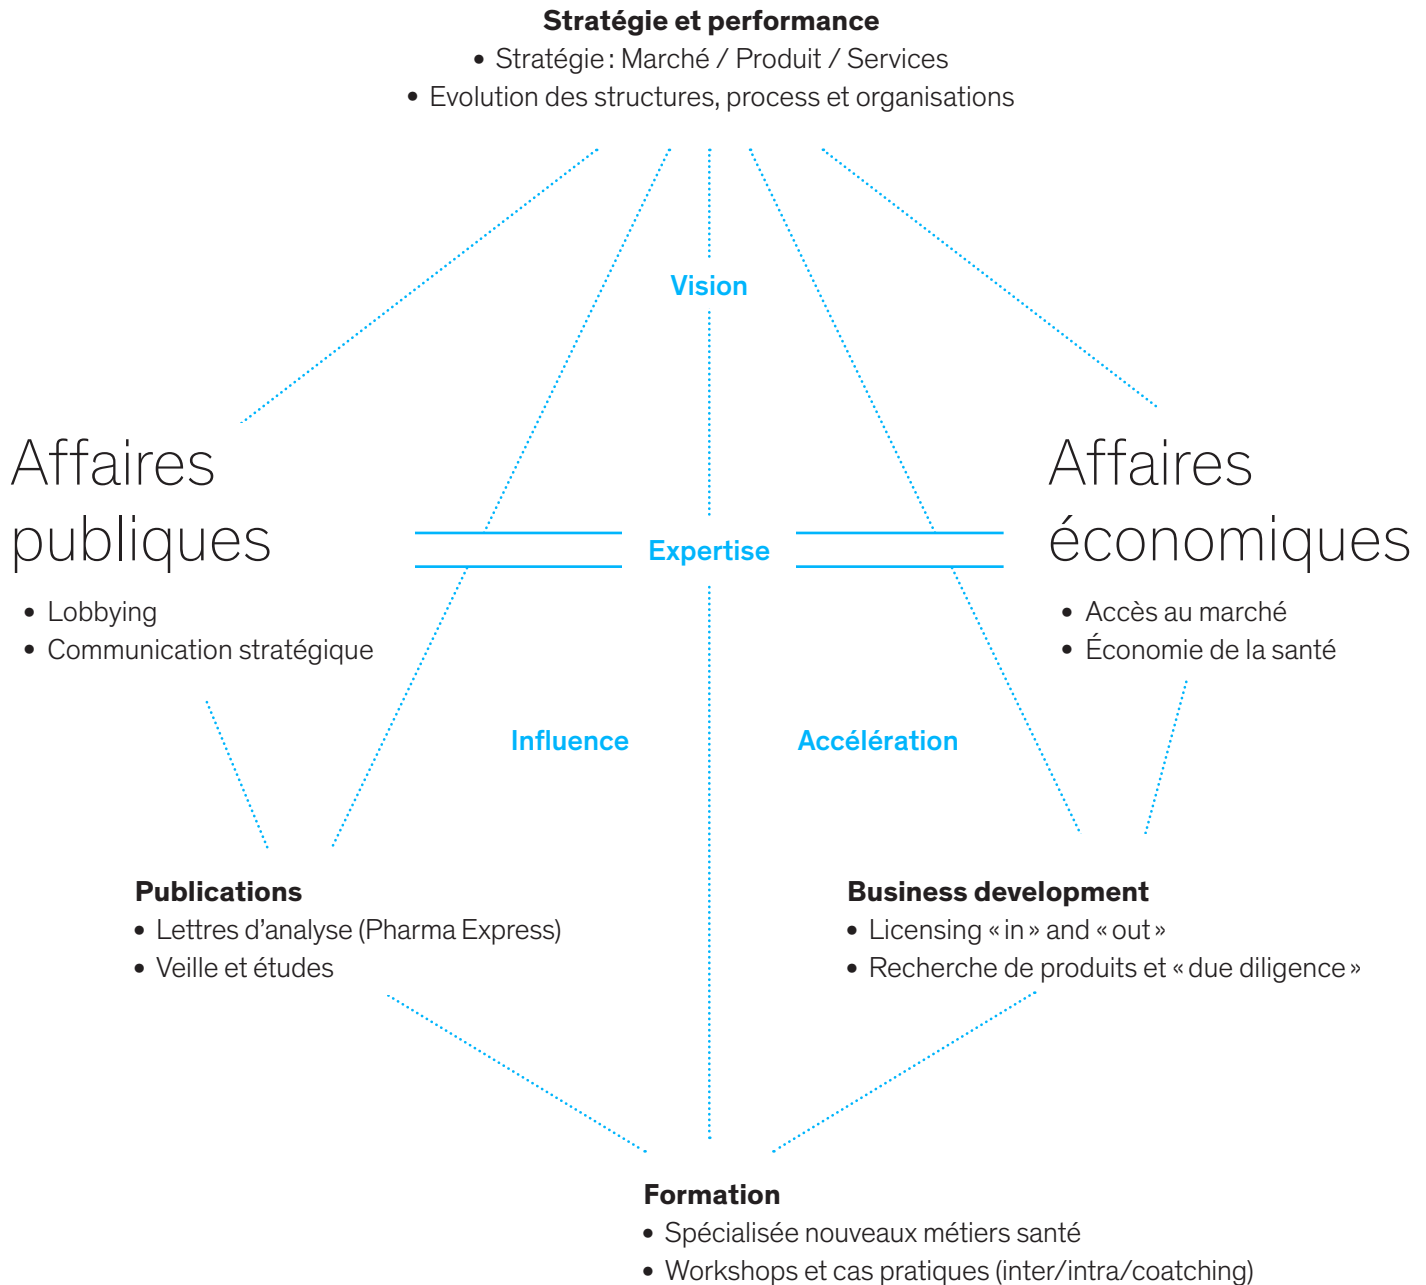 Stratégie et performance
• Stratégie : Marché / Produit / Services
• Evolution des structures, process et organisations
Vision
Affaires
publiques
• Lobbying
• Communication stratégique
Expertise
Affaires
économiques
• Accès au marché
• Économie de la santé
Influence
Accélération
Publications
• Lettres d'analyse (Pharma Express)
• Veille et études
Business development
• Licensing « in » and « out »
• Recherche de produits et « due diligence »
Formation
• Spécialisée nouveaux métiers santé
• Workshops et cas pratiques (inter/intra/coatching)